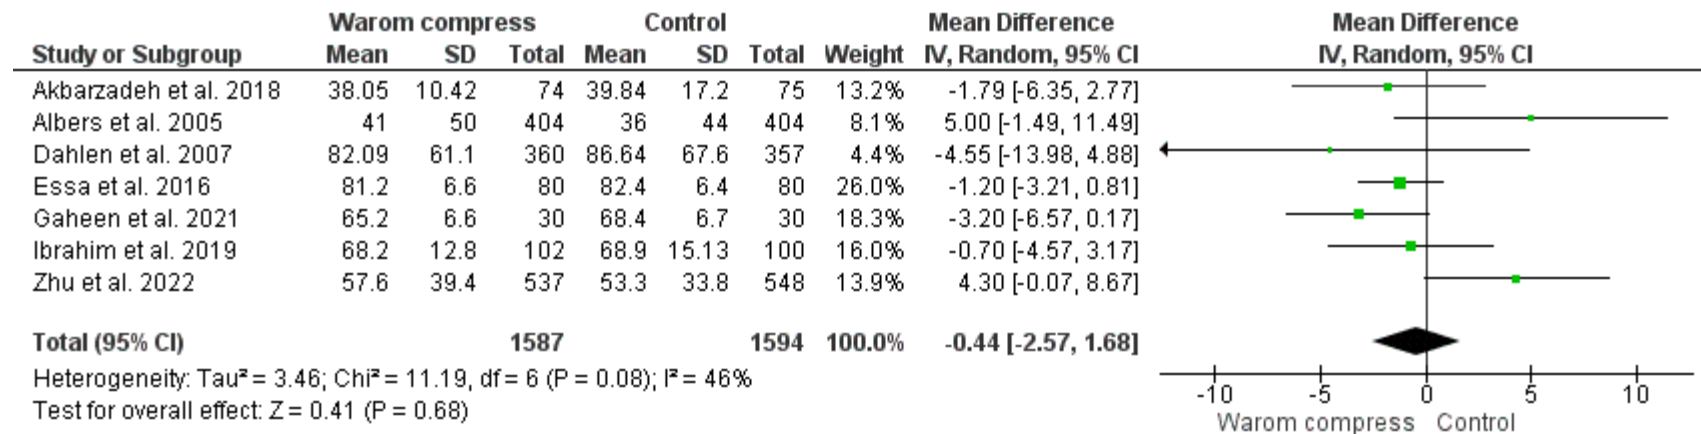 Warom compress Control Mean Difference Mean Difference
Study or Subgroup Mean SD Total Mean SD Total Weight IV, Random, 95% CI IV, Random, 95% CI
Akbarzadeh et al. 2018 38.05 10.42 74 39.84 17.2 75 13.2% -1.79 [-6.35, 2.77]
Albers et al. 2005 41 50 404 36 44 404 8.1% 5.00 [-1.49, 11.49]
Dahlen et al. 2007 82.09 61.1 360 86.64 67.6 357 4.4% -4.55 [-13.98, 4.88]
Essa et al. 2016 81.2 6.6 80 82.4 6.4 80 26.0% -1.20 [-3.21, 0.81]
Gaheen et al. 2021 65.2 6.6 30 68.4 6.7 30 18.3% -3.20 [-6.57, 0.17]
Ibrahim et al. 2019 68.2 12.8 102 68.9 15.13 100 16.0% -0.70 [-4.57, 3.17]
Zhu et al. 2022 57.6 39.4 537 53.3 33.8 548 13.9% 4.30 [-0.07, 8.67]
Total (95% CI) 1587 1594 100.0% -0.44 [-2.57, 1.68]
Heterogeneity: Tau² = 3.46; Chi² = 11.19, df = 6 (P = 0.08); I² = 46%
Test for overall effect: Z = 0.41 (P = 0.68)
-10 -5 0 5 10
Warom compress Control